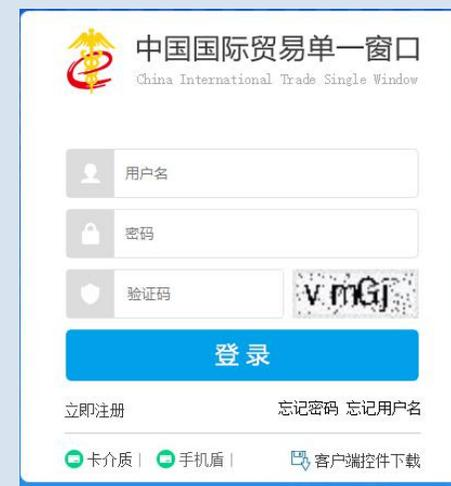 中国国际贸易单一窗口
China International Trade Single Window
用户名
密码
验证码 vmGj
登录
立即注册 忘记密码 忘记用户名
卡介质 | 手机盾 | 客户端控件下载